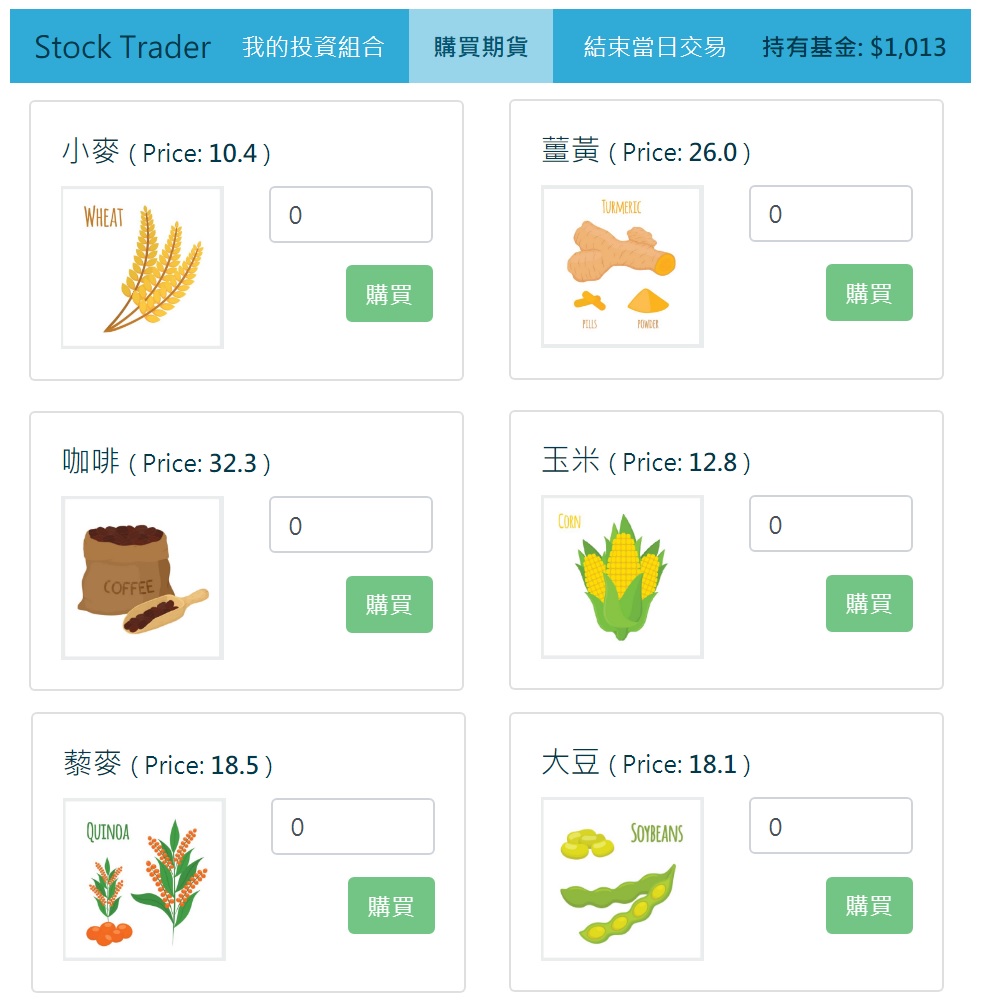 Stock Trader 我的投資組合 購買期貨 結束當日交易 持有基金: $1,013
小麥 ( Price: 10.4 )
WHEAT
0
購買
薑黃 ( Price: 26.0 )
TURMERIC
PILLS POWDER
0
購買
咖啡 ( Price: 32.3 )
COFFEE
0
購買
玉米 ( Price: 12.8 )
CORN
0
購買
藜麥 ( Price: 18.5 )
QUINOA
0
購買
大豆 ( Price: 18.1 )
SOYBEANS
0
購買